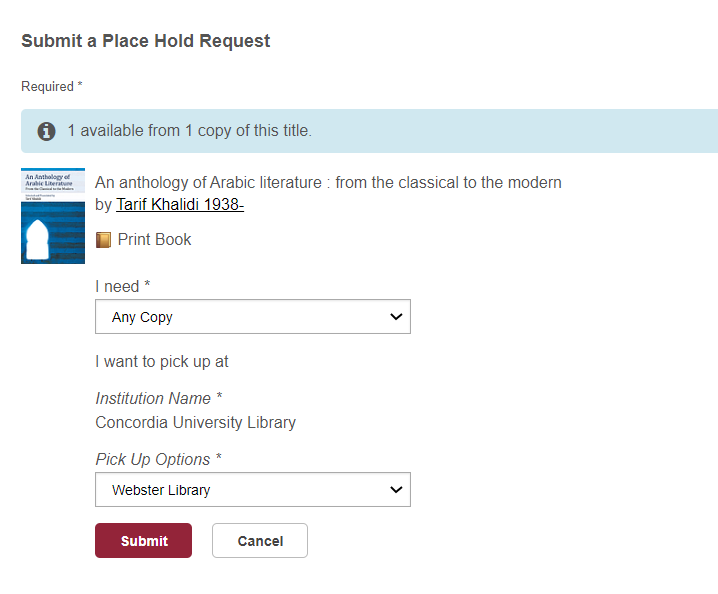 Submit a Place Hold Request
Required *
1 available from 1 copy of this title.
An Anthology of
Arabic Literature
From the Classical to the Modern
Tarif Khalidi
An anthology of Arabic literature : from the classical to the modern
by Tarif Khalidi 1938-
Print Book
I need *
Any Copy
I want to pick up at
Institution Name *
Concordia University Library
Pick Up Options *
Webster Library
Submit
Cancel